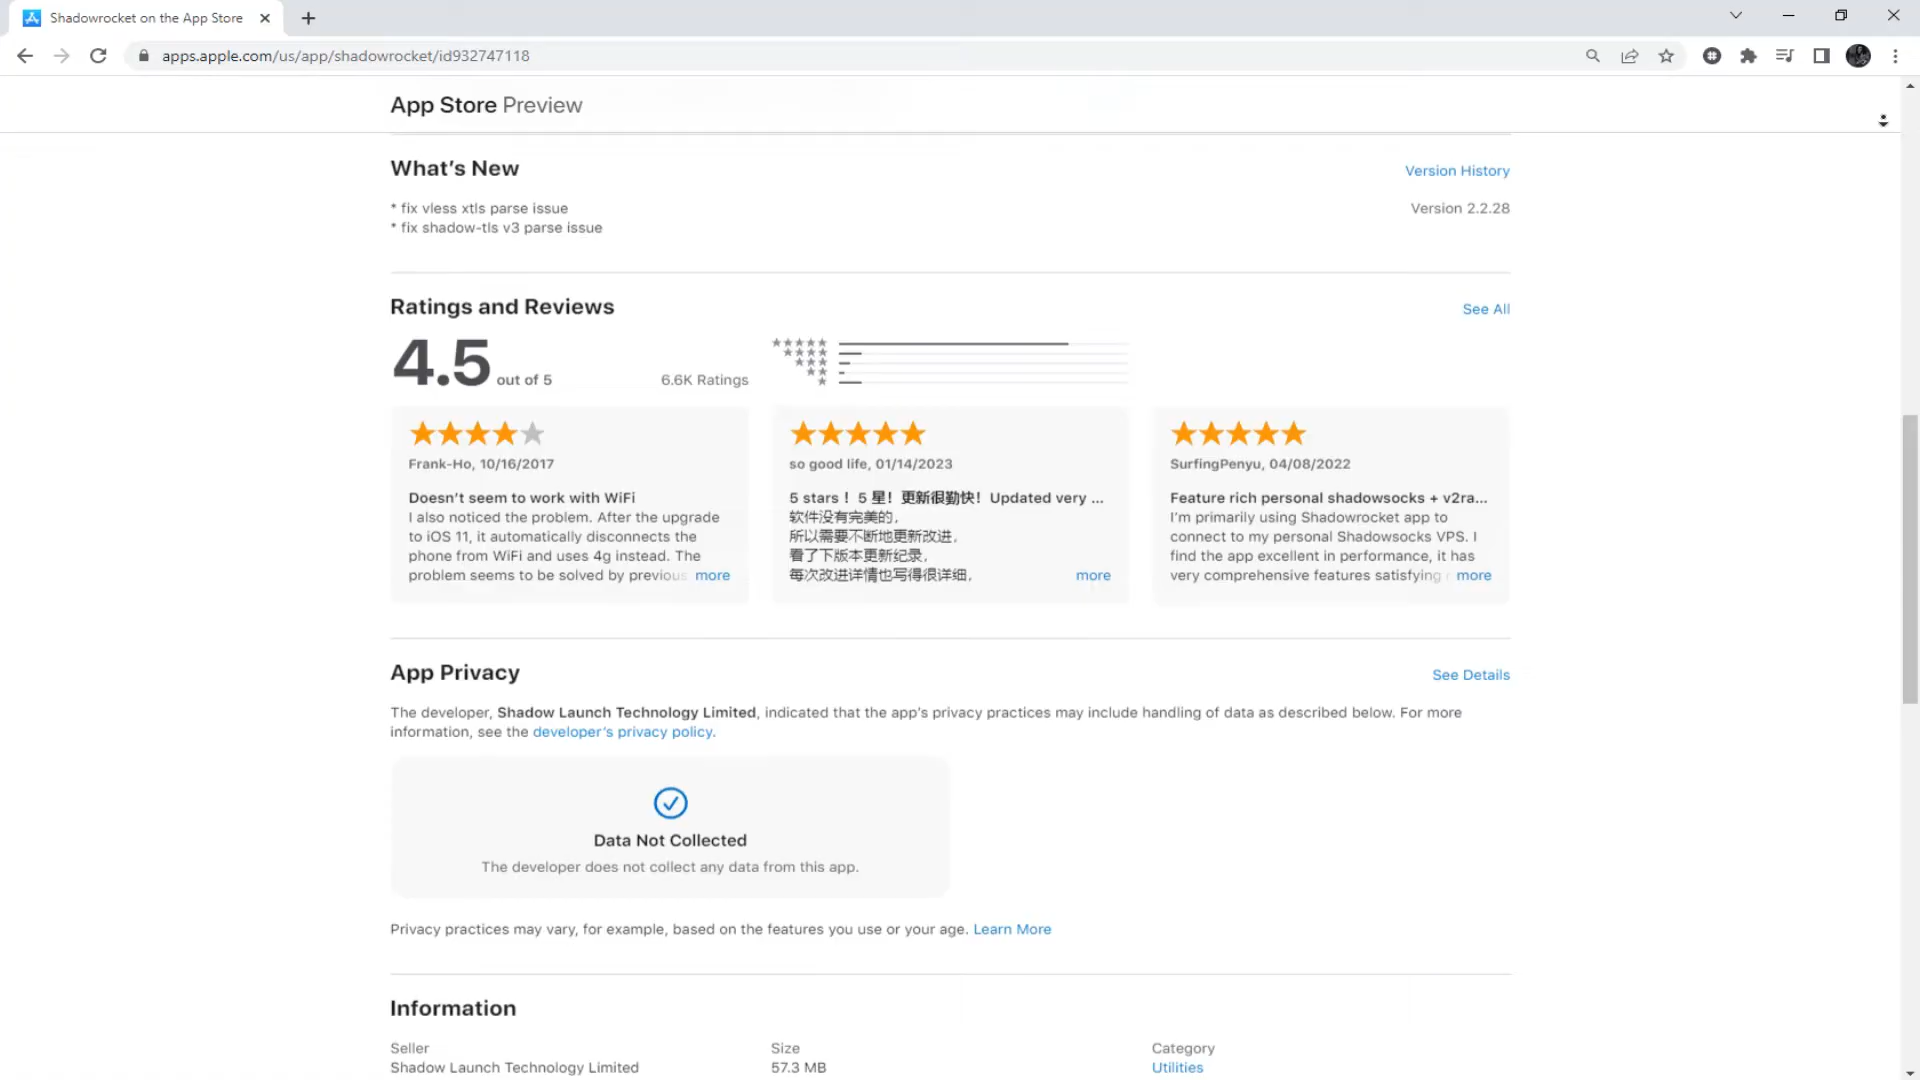 Shadowrocket on the App Store
apps.apple.com/us/app/shadowrocket/id932747118
App Store Preview
What's New
Version History
* fix vless xtls parse issue
Version 2.2.28
* fix shadow-tls v3 parse issue
Ratings and Reviews
See All
4.5 out of 5
6.6K Ratings
Frank-Ho, 10/16/2017
Doesn't seem to work with WiFi
I also noticed the problem. After the upgrade
to iOS 11, it automatically disconnects the
phone from WiFi and uses 4g instead. The
problem seems to be solved by previous more
so good life, 01/14/2023
5 stars！5 星！更新很勤快！Updated very ...
软件没有完美的，
所以需要不断地更新改进，
看了下版本更新纪录，
每次改进详情也写得很详细，
more
SurfingPenyu, 04/08/2022
Feature rich personal shadowsocks + v2ra...
I'm primarily using Shadowrocket app to
connect to my personal Shadowsocks VPS. I
find the app excellent in performance, it has
very comprehensive features satisfying more
App Privacy
See Details
The developer, Shadow Launch Technology Limited, indicated that the app's privacy practices may include handling of data as described below. For more
information, see the developer's privacy policy.
Data Not Collected
The developer does not collect any data from this app.
Privacy practices may vary, for example, based on the features you use or your age. Learn More
Information
Seller
Shadow Launch Technology Limited
Size
57.3 MB
Category
Utilities